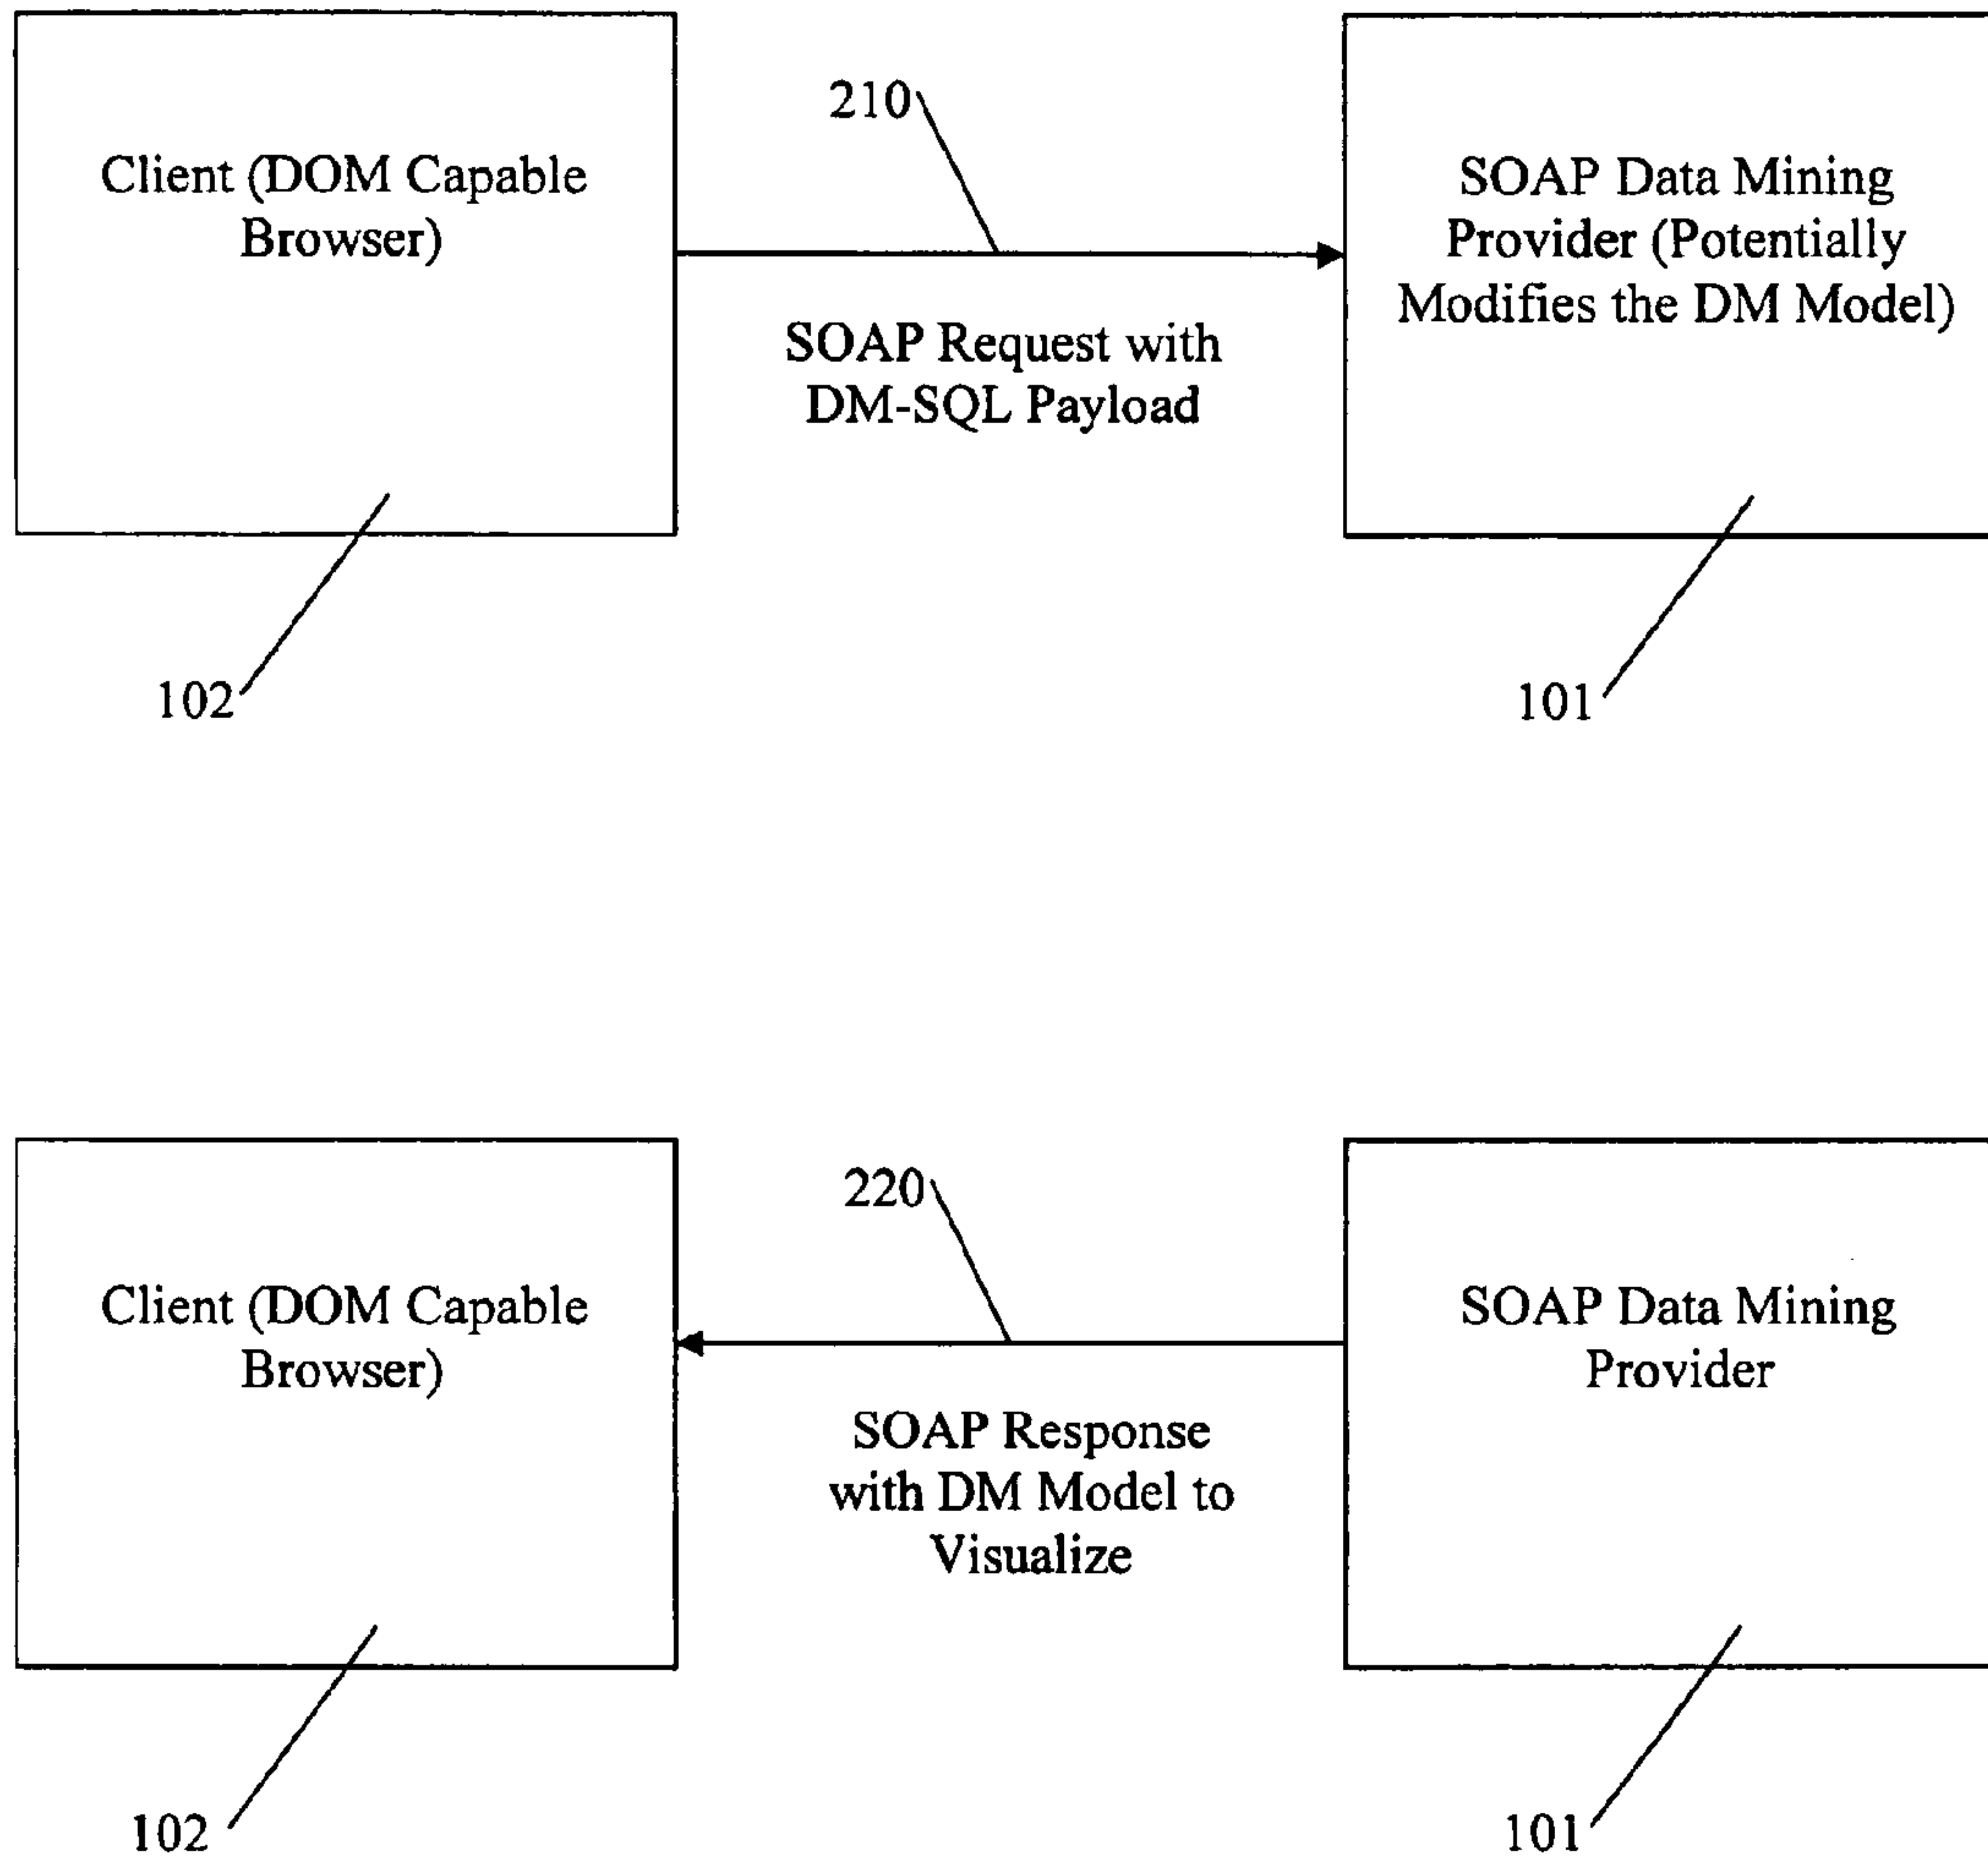 210
Client (DOM Capable
Browser)
SOAP Data Mining
Provider (Potentially
Modifies the DM Model)
SOAP Request with
DM-SQL Payload
102
101
220
Client (DOM Capable
Browser)
SOAP Data Mining
Provider
SOAP Response
with DM Model to
Visualize
102
101